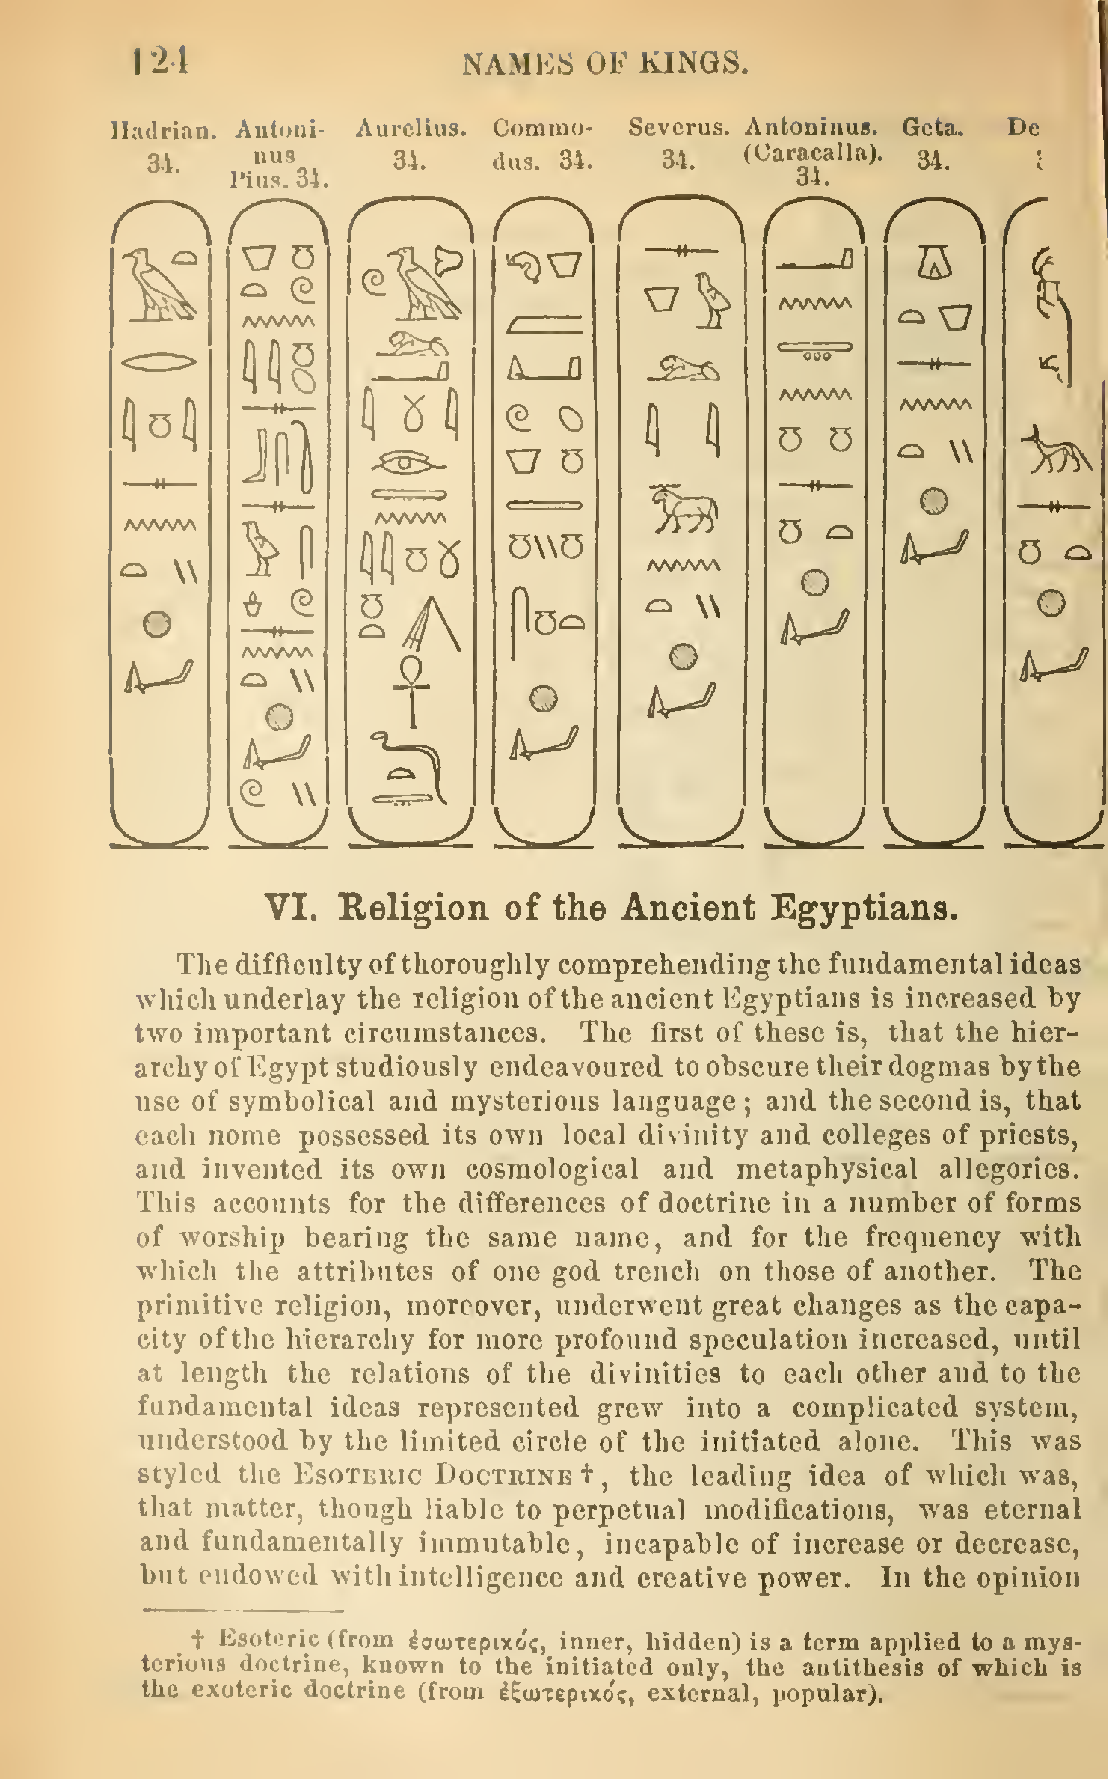 124 NAMES OF KINGS.
Hadrian. Antoni- Aurelius. Commo- Severus. Antoninus. Geta. De
34. nus 34. dus. 34. 34. (Caracalla). 34.
Pius. 34. 34.
VI. Religion of the Ancient Egyptians.
The difficulty of thoroughly comprehending the fundamental ideas
which underlay the religion of the ancient Egyptians is increased by
two important circumstances. The first of these is, that the hier-
archy of Egypt studiously endeavoured to obscure their dogmas by the
use of symbolical and mysterious language; and the second is, that
each nome possessed its own local divinity and colleges of priests,
and invented its own cosmological and metaphysical allegories.
This accounts for the differences of doctrine in a number of forms
of worship bearing the same name, and for the frequency with
which the attributes of one god trench on those of another. The
primitive religion, moreover, underwent great changes as the capa-
city of the hierarchy for more profound speculation increased, until
at length the relations of the divinities to each other and to the
fundamental ideas represented grew into a complicated system,
understood by the limited circle of the initiated alone. This was
styled the ESOTERIC DOCTRINE †, the leading idea of which was,
that matter, though liable to perpetual modifications, was eternal
and fundamentally immutable, incapable of increase or decrease,
but endowed with intelligence and creative power. In the opinion
† Esoteric (from ἐσωτερικός, inner, hidden) is a term applied to a mys-
terious doctrine, known to the initiated only, the antithesis of which is
the exoteric doctrine (from ἐξωτερικός, external, popular).